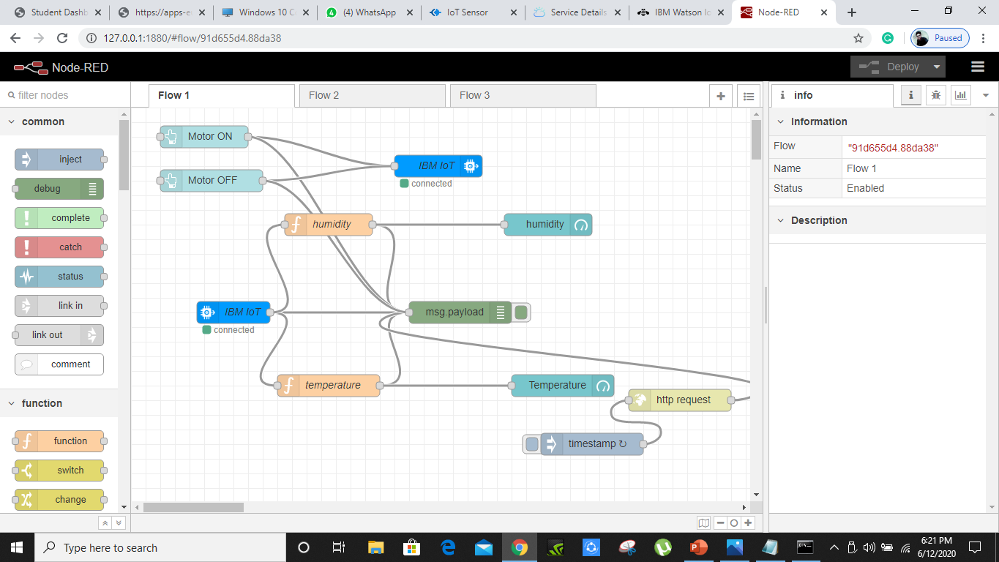 Student Dashb
https://apps-e
Windows 10 C
(4) WhatsApp
IoT Sensor
Service Details
IBM Watson Io
Node-RED
127.0.0.1:1880/#flow/91d655d4.88da38
Paused
Node-RED
Deploy
filter nodes
Flow 1
Flow 2
Flow 3
info
common
inject
debug
complete
catch
status
link in
link out
comment
function
function
switch
change
Motor ON
Motor OFF
IBM IoT
connected
humidity
humidity
IBM IoT
connected
msg.payload
temperature
Temperature
http request
timestamp ↻
Information
Flow "91d655d4.88da38"
Name Flow 1
Status Enabled
Description
Type here to search
6:21 PM
6/12/2020